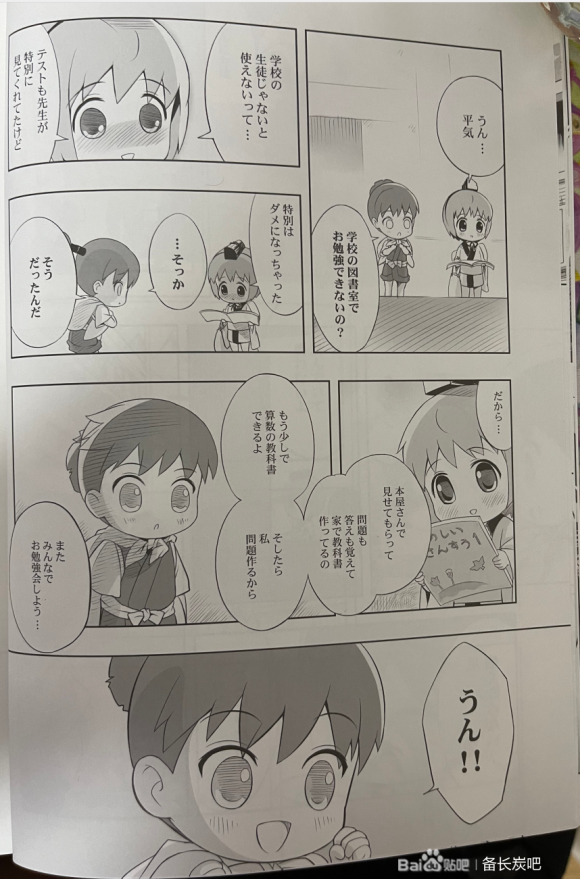 うん…
平気
学校の図書室で
お勉強できないの?
学校の
生徒じゃないと
使えないって…
テストも先生が
特別に
見てくれてたけど
特別は
ダメになっちゃった
…そっか
そう
だったんだ
だから…
本屋さんで
見せてもらって
問題も
答えも覚えて
家で教科書
作ってるの
のしい
さんすう1
もう少しで
算数の教科書
できるよ
そしたら
私
問題作るから
また
みんなで
お勉強会しよう…
うん!!
Bai贴吧 | 备长炭吧